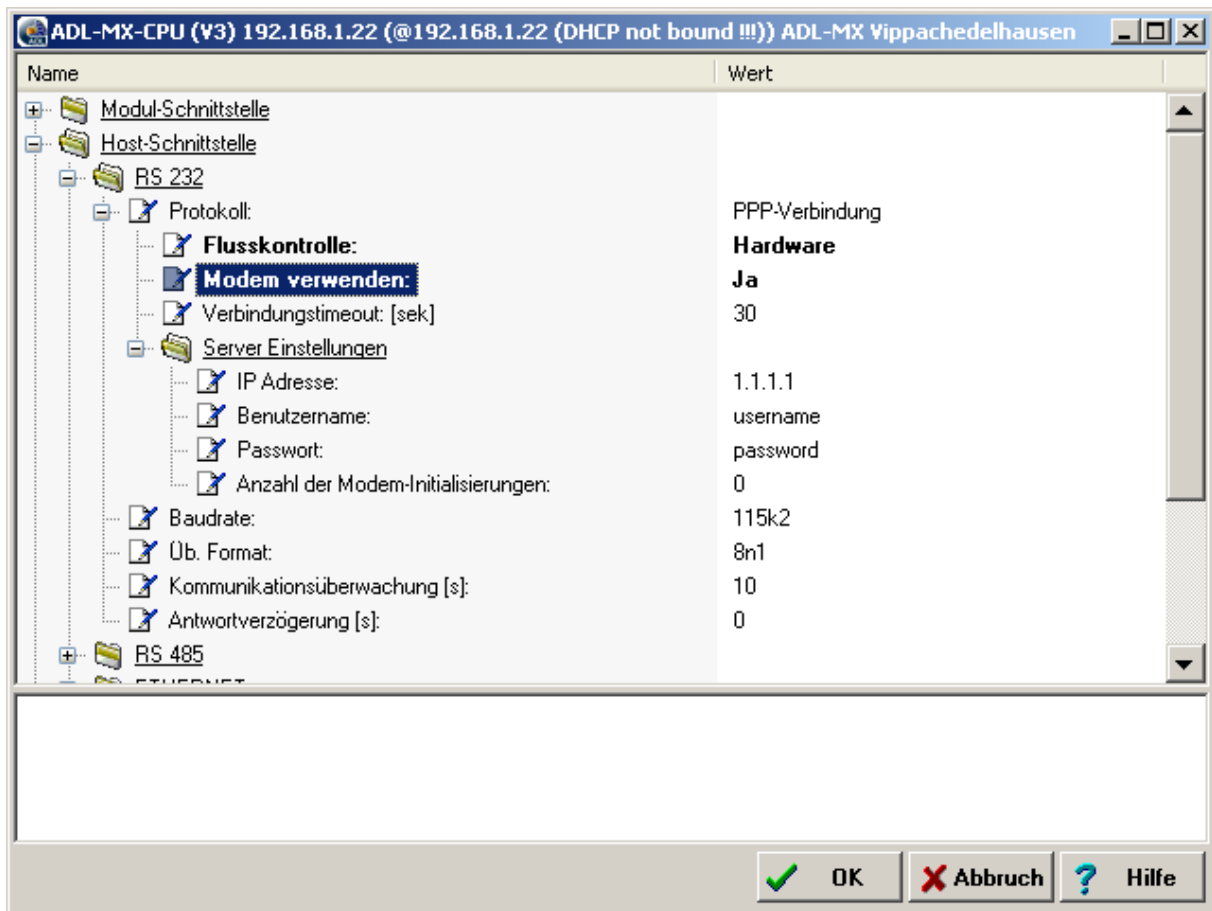 ADL-MX-CPU (V3) 192.168.1.22 (@192.168.1.22 (DHCP not bound !!!)) ADL-MX Vippachedelhausen
Name Wert
Modul-Schnittstelle
Host-Schnittstelle
RS 232
Protokoll: PPP-Verbindung
Flusskontrolle: Hardware
Modem verwenden: Ja
Verbindungstimeout: [sek] 30
Server Einstellungen
IP Adresse: 1.1.1.1
Benutzername: username
Passwort: password
Anzahl der Modem-Initialisierungen: 0
Baudrate: 115k2
Üb. Format: 8n1
Kommunikationsüberwachung [s]: 10
Antwortverzögerung [s]: 0
RS 485
ETHERNET
OK Abbruch Hilfe